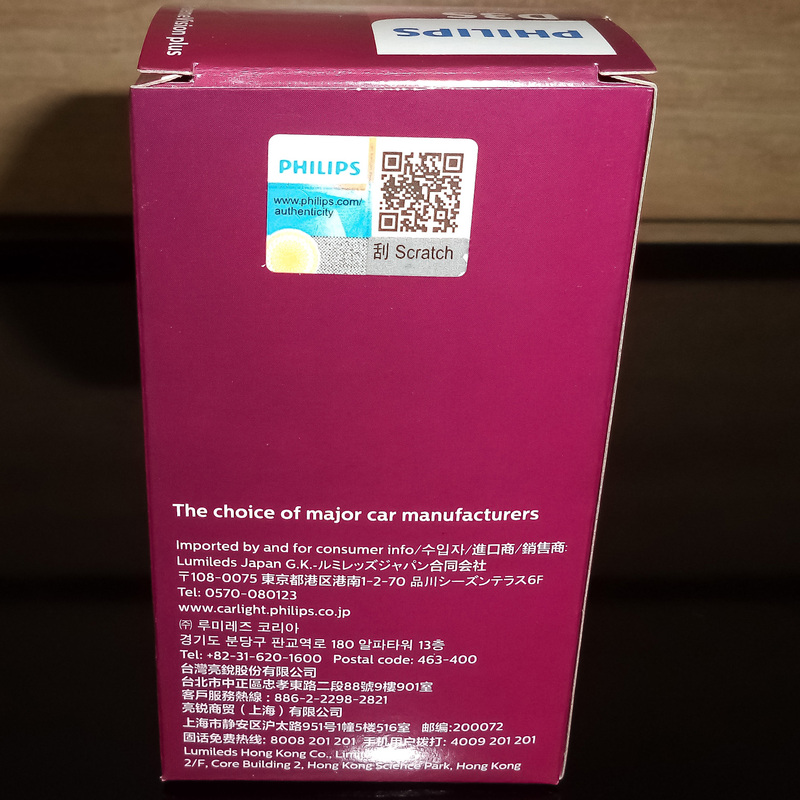 vision plus
D3S
PHILIPS
PHILIPS
www.philips.com/
authenticity
刮 Scratch
The choice of major car manufacturers
Imported by and for consumer info/수입자/進口商/銷售商:
Lumileds Japan G.K.-ルミレッズジャパン合同会社
〒108-0075 東京都港区港南1-2-70 品川シーズンテラス6F
Tel: 0570-080123
www.carlight.philips.co.jp
㈜ 루미레즈 코리아
경기도 분당구 판교역로 180 알파타워 13층
Tel: +82-31-620-1600 Postal code: 463-400
台灣亮銳股份有限公司
台北市中正區忠孝東路二段88號9樓901室
客戶服務熱線：886-2-2298-2821
亮锐商贸（上海）有限公司
上海市静安区沪太路951号1幢5楼516室 邮编:200072
固话免费热线: 8008 201 201 手机用户拨打: 4009 201 201
Lumileds Hong Kong Co.,
2/F, Core Building 2, Hong Kong Science Park, Hong Kong